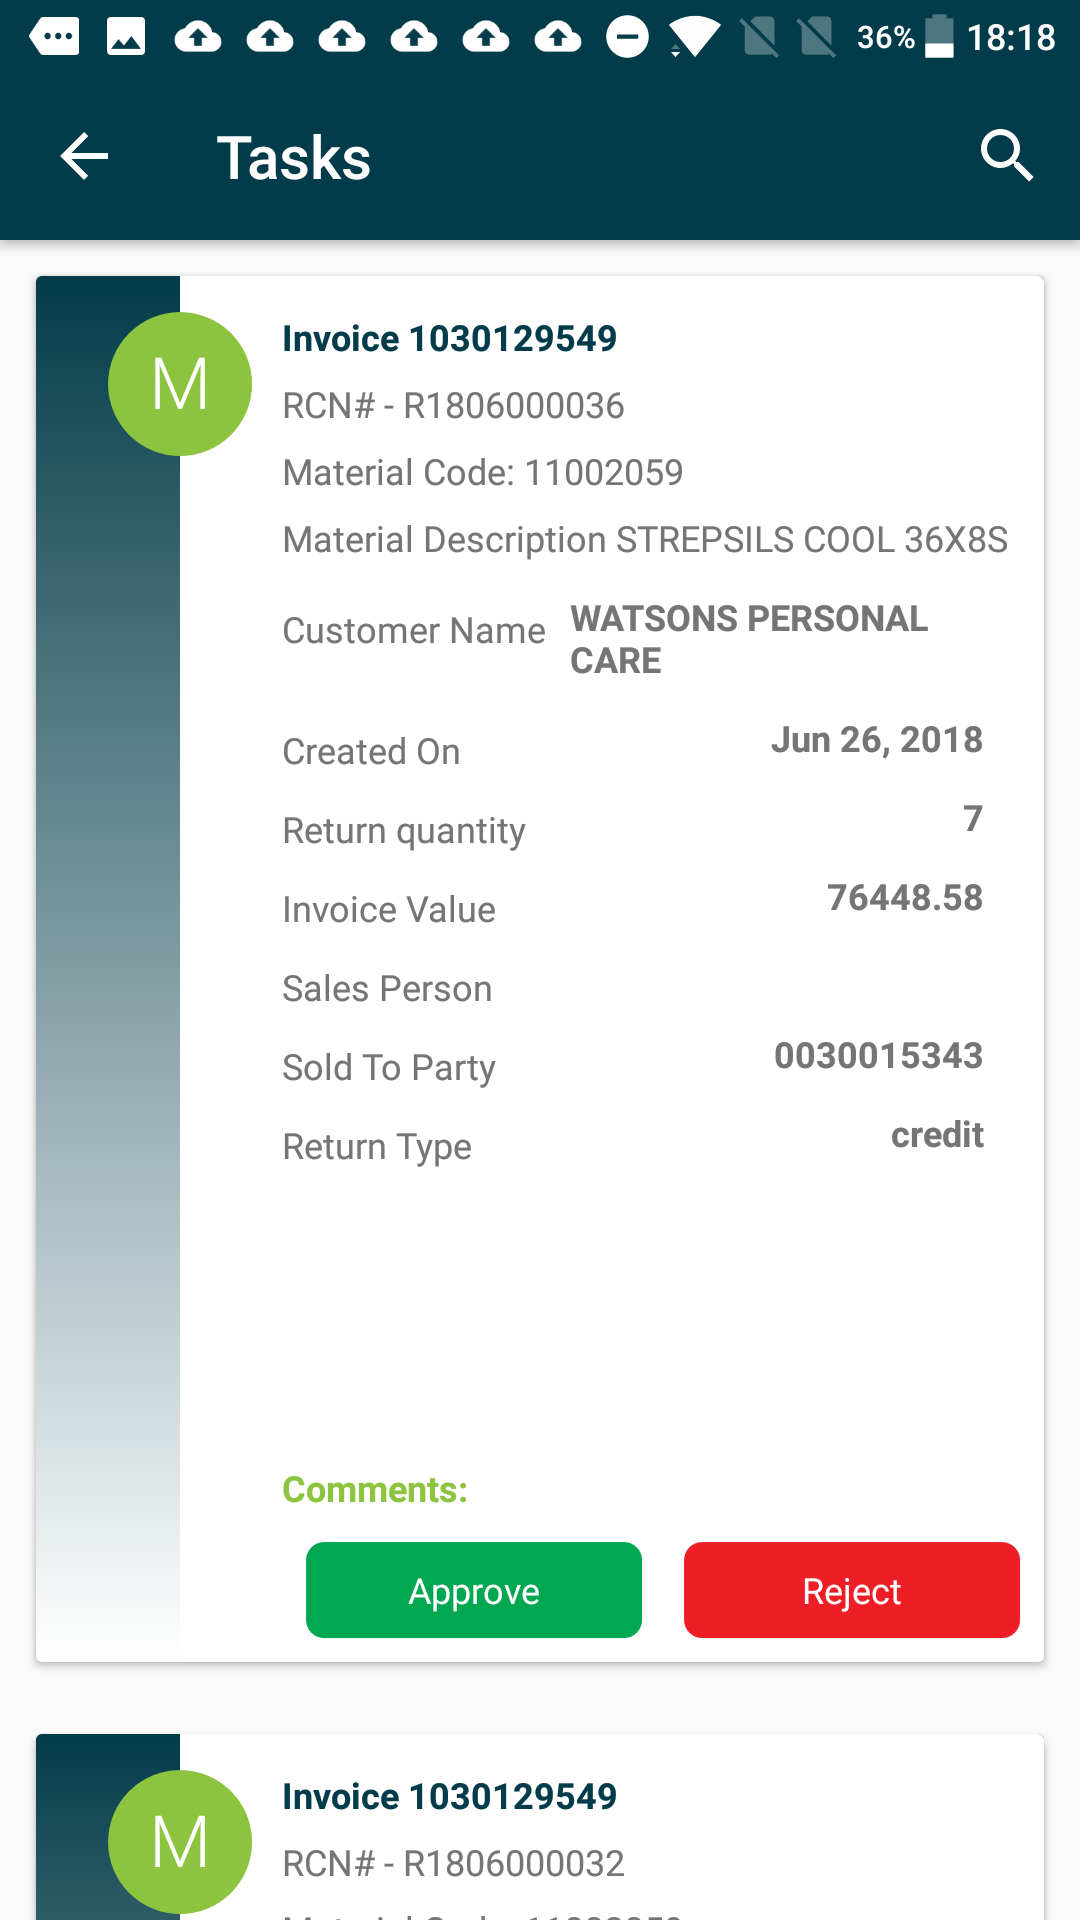 36% 18:18
Tasks
M
Invoice 1030129549
RCN# - R1806000036
Material Code: 11002059
Material Description STREPSILS COOL 36X8S
Customer Name WATSONS PERSONAL
CARE
Created On Jun 26, 2018
Return quantity 7
Invoice Value 76448.58
Sales Person
Sold To Party 0030015343
Return Type credit
Comments:
Approve Reject
M
Invoice 1030129549
RCN# - R1806000032